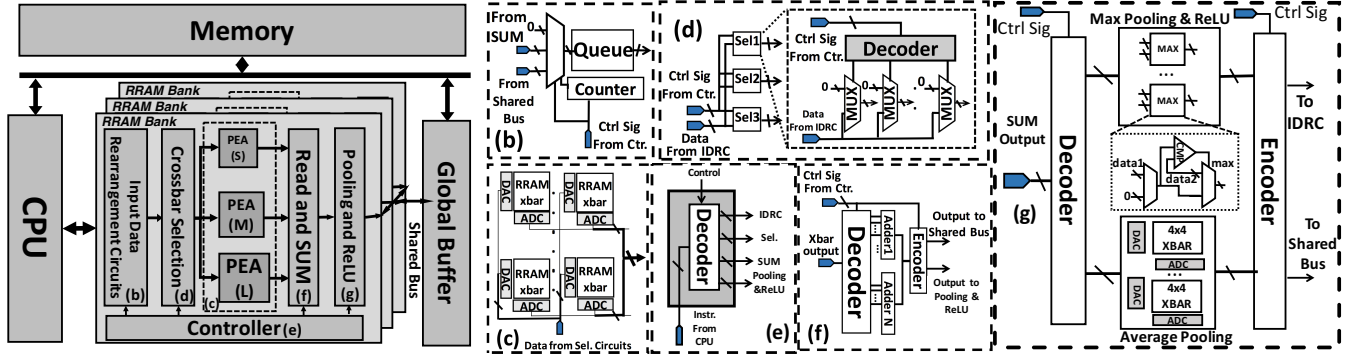 Memory
CPU
RRAM Bank
RRAM Bank
RRAM Bank
Input Data
Rearrangement Circuits
(b)
Crossbar Selection
(d)
PEA
(S)
PEA
(M)
PEA
(L)
(c)
Read and SUM
(f)
Pooling and ReLU
(g)
Controller(e)
Shared Bus
Global Buffer
From
0
ISUM
From
Shared
Bus
Queue
Counter
Ctrl Sig
From Ctr.
(b)
DAC
RRAM
xbar
ADC
DAC
RRAM
xbar
ADC
DAC
RRAM
xbar
ADC
DAC
RRAM
xbar
ADC
(c)
Data from Sel. Circuits
(d)
Sel1
Sel2
Sel3
Ctrl Sig
From Ctr.
Data
From IDRC
Ctrl Sig
From Ctr.
Decoder
0
MUX
0
MUX
0
MUX
Data
From IDRC
Control
Decoder
IDRC
Sel.
SUM
Pooling
&ReLU
Instr.
From
CPU
(e)
Ctrl Sig
From Ctr.
Xbar
output
Decoder
Adder1
Adder N
Encoder
Output to
Shared Bus
Output to
Pooling &
ReLU
(f)
Ctrl Sig
Max Pooling & ReLU
Ctrl Sig
MAX
...
MAX
SUM
Output
Decoder
data1
0
CMP
data2
max
Encoder
To
IDRC
To
Shared
Bus
DAC
4x4
XBAR
ADC
...
DAC
4x4
XBAR
ADC
Average Pooling
(g)